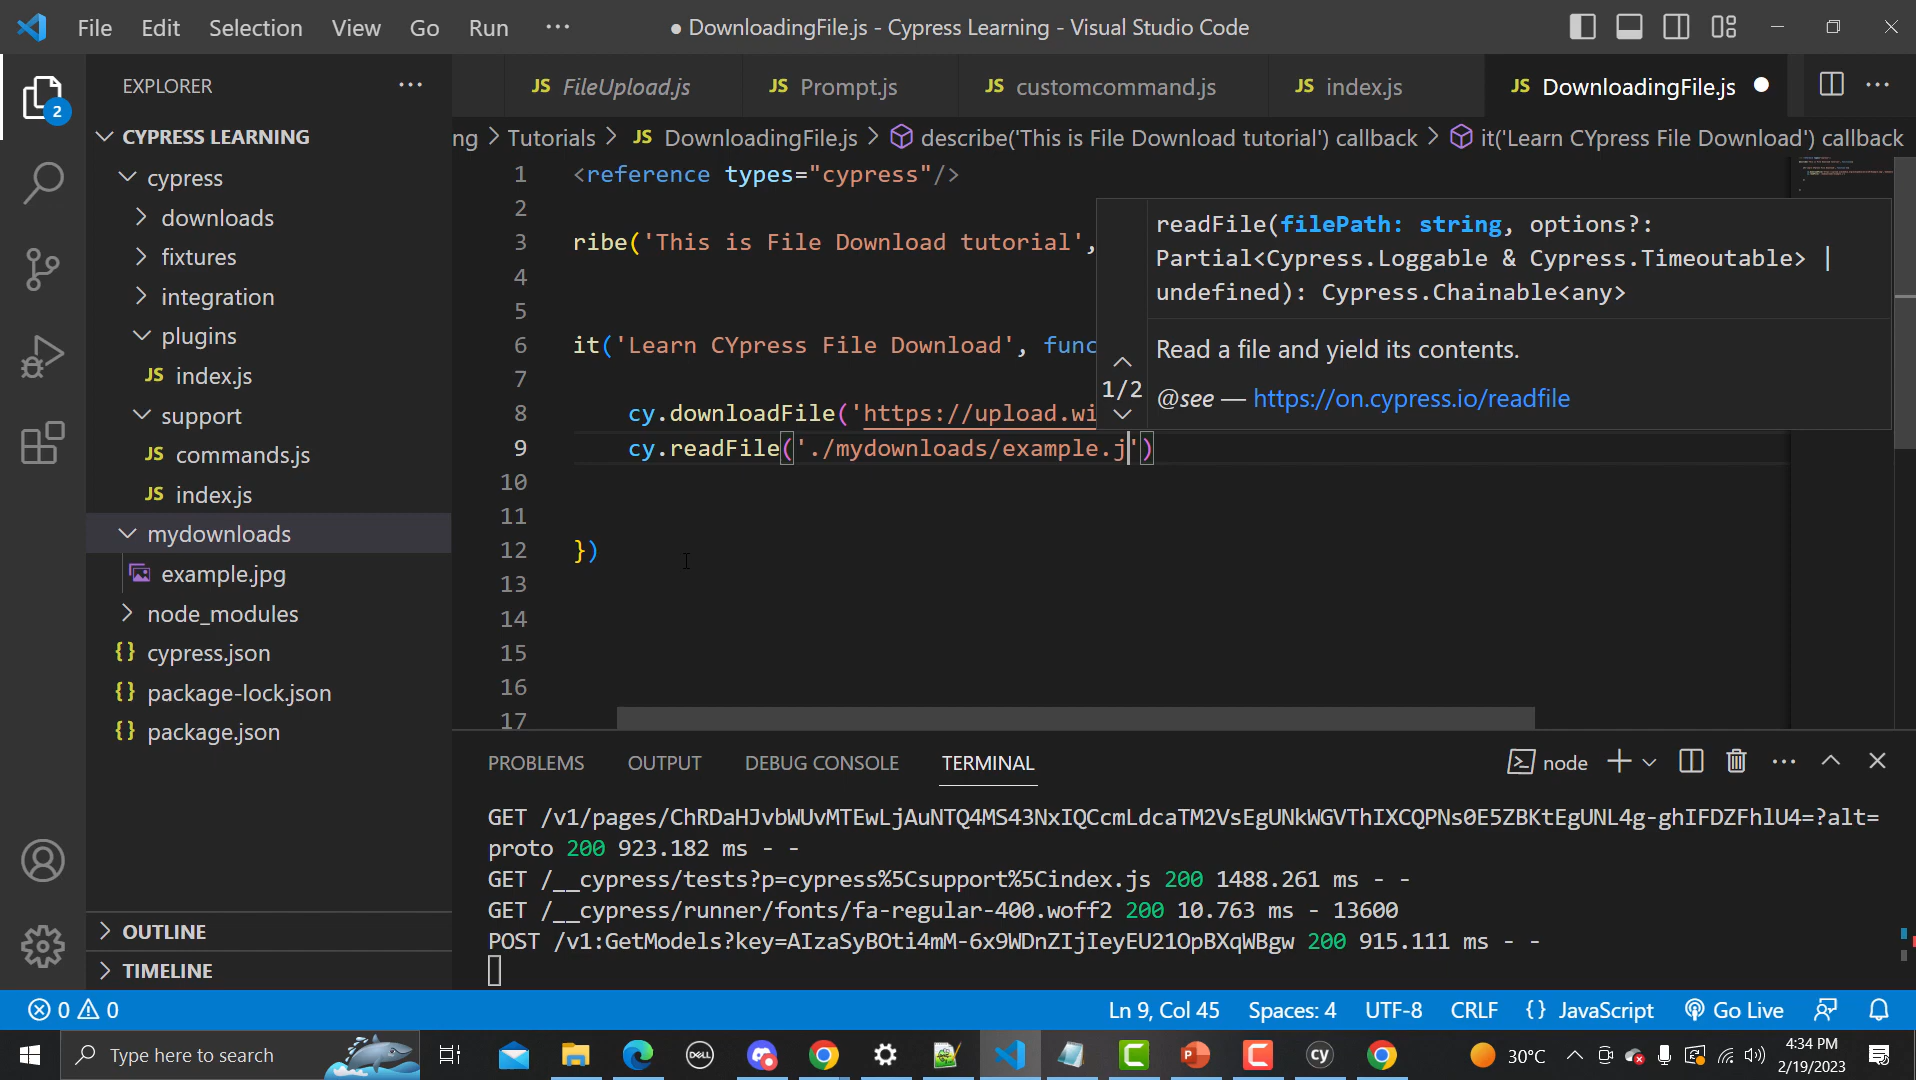 File Edit Selection View Go Run ··· ● DownloadingFile.js - Cypress Learning - Visual Studio Code
EXPLORER ···
JS FileUpload.js JS Prompt.js JS customcommand.js JS index.js JS DownloadingFile.js ● ···
ng > Tutorials > JS DownloadingFile.js > describe('This is File Download tutorial') callback > it('Learn CYpress File Download') callback
2
CYPRESS LEARNING
cypress
downloads
fixtures
integration
plugins
JS index.js
support
JS commands.js
JS index.js
mydownloads
example.jpg
node_modules
{} cypress.json
{} package-lock.json
{} package.json
OUTLINE
TIMELINE
1 <reference types="cypress"/>
2
3 ribe('This is File Download tutorial',
4
5
6 it('Learn CYpress File Download', func
7
8 cy.downloadFile('https://upload.wi
9 cy.readFile('./mydownloads/example.j')
10
11
12 })
13
14
15
16
17
readFile(filePath: string, options?:
Partial<Cypress.Loggable & Cypress.Timeoutable> |
undefined): Cypress.Chainable<any>
1/2
Read a file and yield its contents.
@see — https://on.cypress.io/readfile
PROBLEMS OUTPUT DEBUG CONSOLE TERMINAL node ···
GET /v1/pages/ChRDaHJvbWUvMTEwLjAuNTQ4MS43NxIQCcmLdcaTM2VsEgUNkWGVThIXCQPNs0E5ZBKtEgUNL4g-ghIFDZFhlU4=?alt=
proto 200 923.182 ms - -
GET /__cypress/tests?p=cypress%5Csupport%5Cindex.js 200 1488.261 ms - -
GET /__cypress/runner/fonts/fa-regular-400.woff2 200 10.763 ms - 13600
POST /v1:GetModels?key=AIzaSyBOti4mM-6x9WDnZIjIeyEU21OpBXqWBgw 200 915.111 ms - -
0 0 Ln 9, Col 45 Spaces: 4 UTF-8 CRLF {} JavaScript Go Live
Type here to search DELL cy 30°C 4:34 PM
2/19/2023